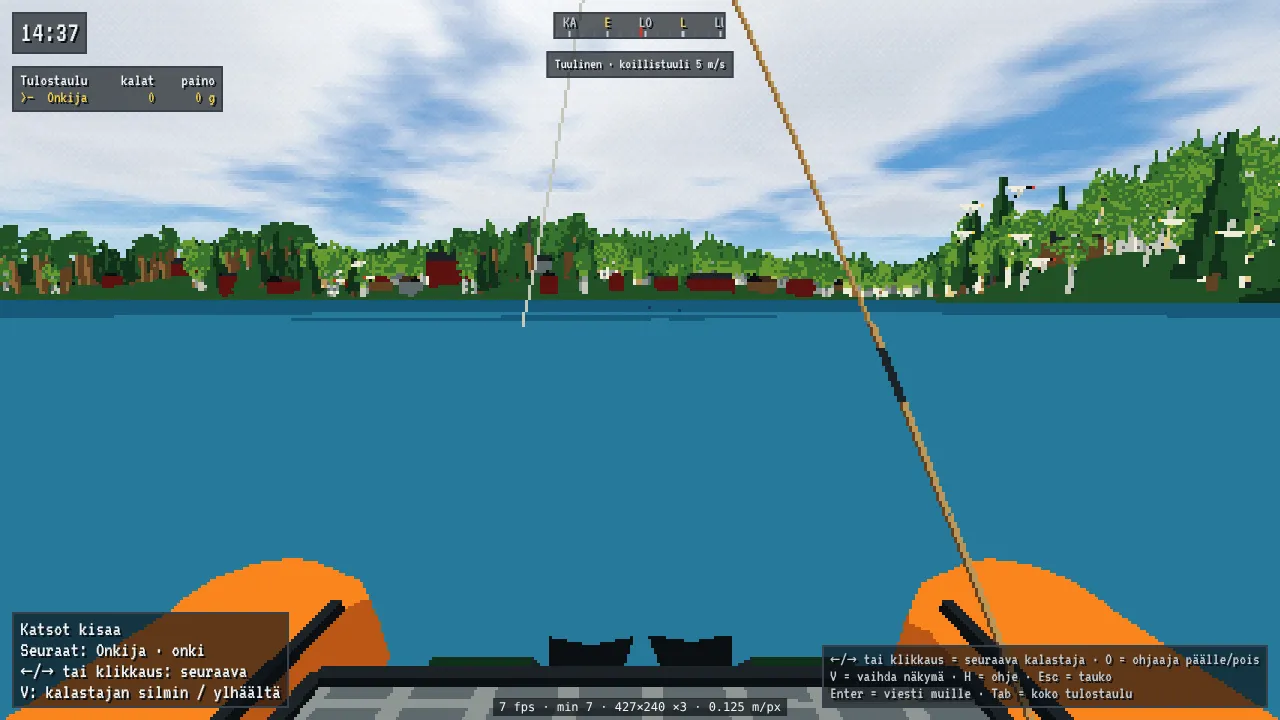 14:37
Tulostaulu kalat paino
>- Onkija 0 0 g
KA E LO L LU
Tuulinen · koillistuuli 5 m/s
Katsot kisaa
Seuraat: Onkija · onki
←/→ tai klikkaus: seuraava
V: kalastajan silmin / ylhäältä
←/→ tai klikkaus = seuraava kalastaja · O = ohjaaja päälle/pois
V = vaihda näkymä · H = ohje · Esc = tauko
Enter = viesti muille · Tab = koko tulostaulu
7 fps · min 7 · 427×240 ×3 · 0.125 m/px